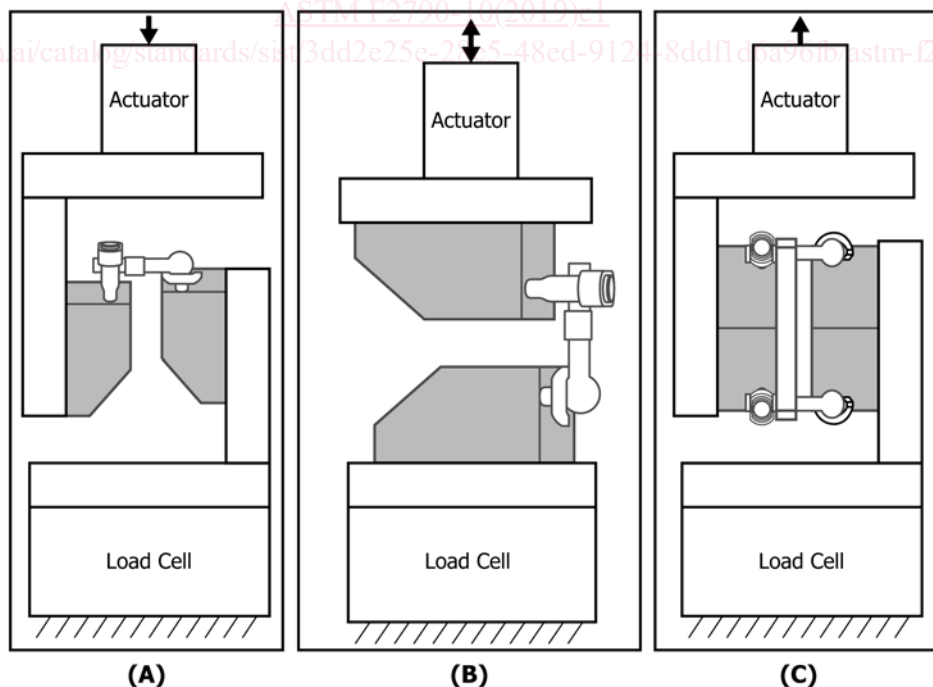 ASTM F2790-10(2019)e1
Actuator
Actuator
Actuator
Load Cell
Load Cell
Load Cell
(A)
(B)
(C)